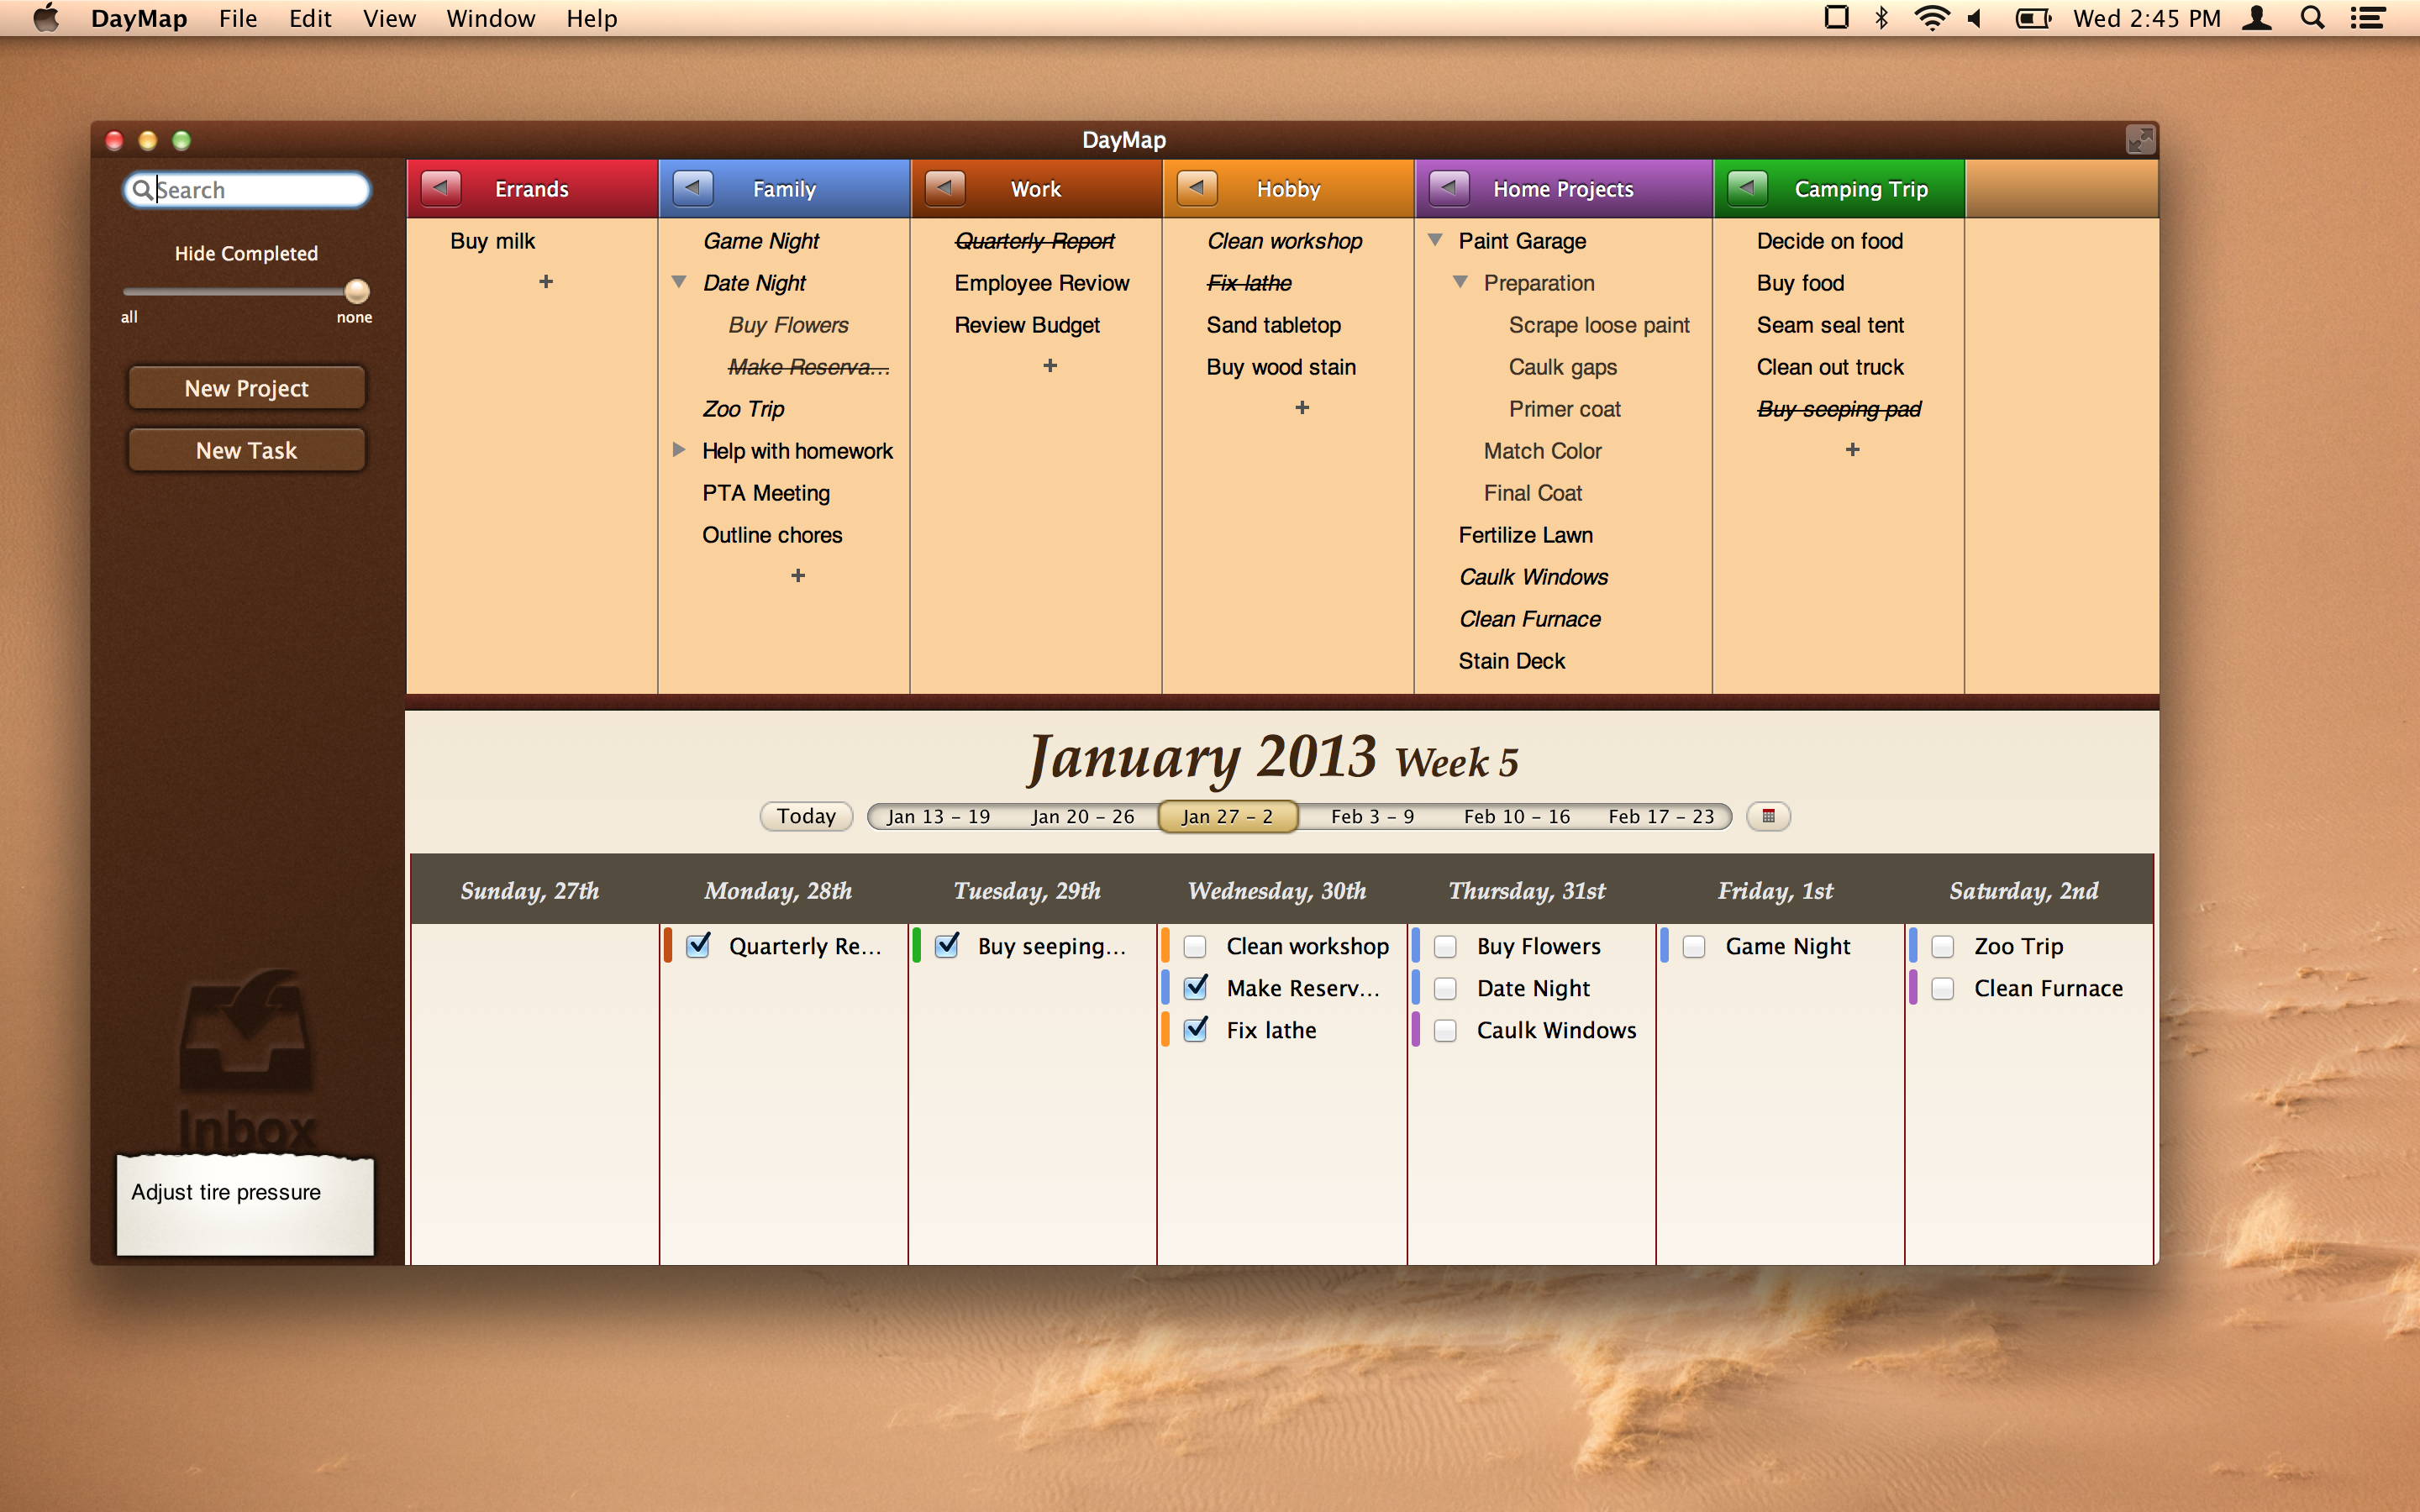 DayMap File Edit View Window Help Wed 2:45 PM
DayMap
Search
Hide Completed
all none
New Project
New Task
Inbox
Adjust tire pressure
Errands
Buy milk
+
Family
Game Night
Date Night
Buy Flowers
Make Reserva...
Zoo Trip
Help with homework
PTA Meeting
Outline chores
+
Work
Quarterly Report
Employee Reviow
Review Budget
+
Hobby
Clean workshop
Fix lathe
Sand tabletop
Buy wood stain
+
Home Projects
Paint Garage
Preparation
Scrape loose paint
Caulk gaps
Primer coat
Match Color
Final Coat
Fertilize Lawn
Caulk Windows
Clean Furnace
Stain Deck
Camping Trip
Decide on food
Buy food
Seam seal tent
Clean out truck
Buy seeping pad
+
January 2013 Week 5
Today Jan 13 - 19 Jan 20 - 26 Jan 27 - 2 Feb 3 - 9 Feb 10 - 16 Feb 17 - 23
Sunday, 27th
Monday, 28th
Quarterly Re...
Tuesday, 29th
Buy seeping...
Wednesday, 30th
Clean workshop
Make Reserv...
Fix lathe
Thursday, 31st
Buy Flowers
Date Night
Caulk Windows
Friday, 1st
Game Night
Saturday, 2nd
Zoo Trip
Clean Furnace